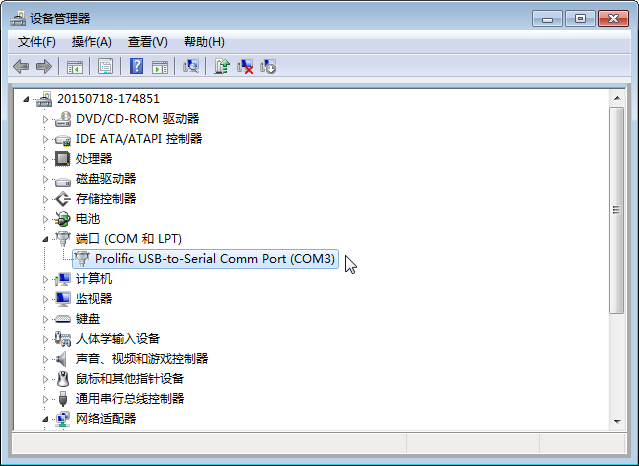 设备管理器
文件(F) 操作(A) 查看(V) 帮助(H)
20150718-174851
DVD/CD-ROM 驱动器
IDE ATA/ATAPI 控制器
处理器
磁盘驱动器
存储控制器
电池
端口 (COM 和 LPT)
Prolific USB-to-Serial Comm Port (COM3)
计算机
监视器
键盘
人体学输入设备
声音、视频和游戏控制器
鼠标和其他指针设备
通用串行总线控制器
网络适配器